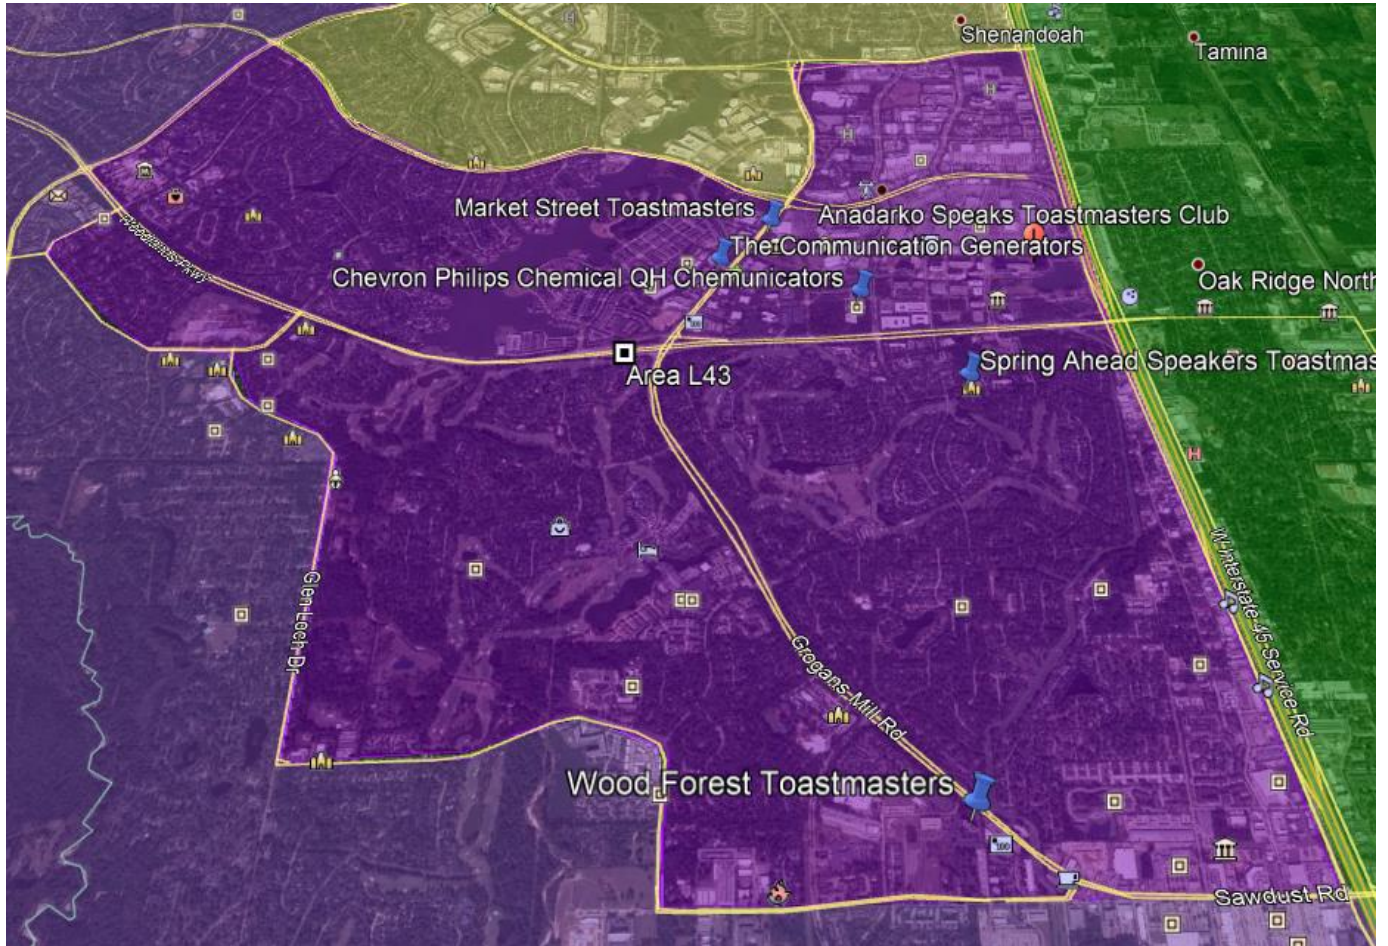 Shenandoah
Tamina
Market Street Toastmasters
Anadarko Speaks Toastmasters Club
The Communication Generators
Woodlands Pkwy
Chevron Philips Chemical QH Chemunicators
Oak Ridge North
Spring Ahead Speakers Toastmas
Area L43
Glen Loch Dr
W Interstate 45 Service Rd
Grogans Mill Rd
Wood Forest Toastmasters
Sawdust Rd